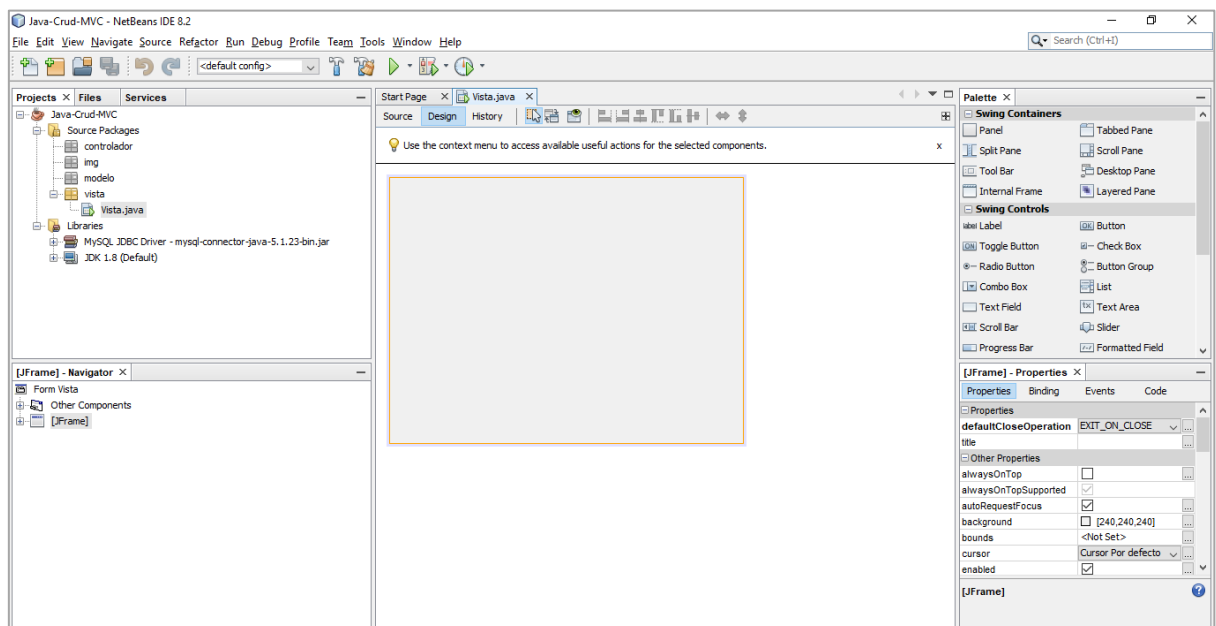 Java-Crud-MVC - NetBeans IDE 8.2
File Edit View Navigate Source Refactor Run Debug Profile Team Tools Window Help
Search (Ctrl+I)
<default config>
Projects Files Services
Java-Crud-MVC
Source Packages
controlador
img
modelo
vista
Vista.java
Libraries
MySQL JDBC Driver - mysql-connector-java-5.1.23-bin.jar
JDK 1.8 (Default)
[JFrame] - Navigator
Form Vista
Other Components
[JFrame]
Start Page Vista.java
Source Design History
Use the context menu to access available useful actions for the selected components.
x
Palette
Swing Containers
Panel Tabbed Pane
Split Pane Scroll Pane
Tool Bar Desktop Pane
Internal Frame Layered Pane
Swing Controls
label Label OK Button
ON Toggle Button Check Box
Radio Button Button Group
Combo Box List
Text Field Text Area
Scroll Bar Slider
Progress Bar Formatted Field
[JFrame] - Properties
Properties Binding Events Code
Properties
defaultCloseOperation EXIT_ON_CLOSE ...
title ...
Other Properties
alwaysOnTop ...
alwaysOnTopSupported
autoRequestFocus ...
background [240,240,240] ...
bounds <Not Set> ...
cursor Cursor Por defecto ...
enabled ...
[JFrame]
?